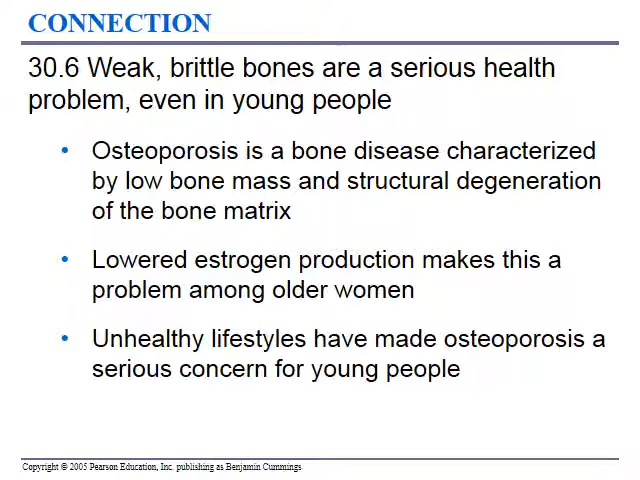 CONNECTION
30.6 Weak, brittle bones are a serious health
problem, even in young people
• Osteoporosis is a bone disease characterized
by low bone mass and structural degeneration
of the bone matrix
• Lowered estrogen production makes this a
problem among older women
• Unhealthy lifestyles have made osteoporosis a
serious concern for young people
Copyright © 2005 Pearson Education, Inc. publishing as Benjamin Cummings